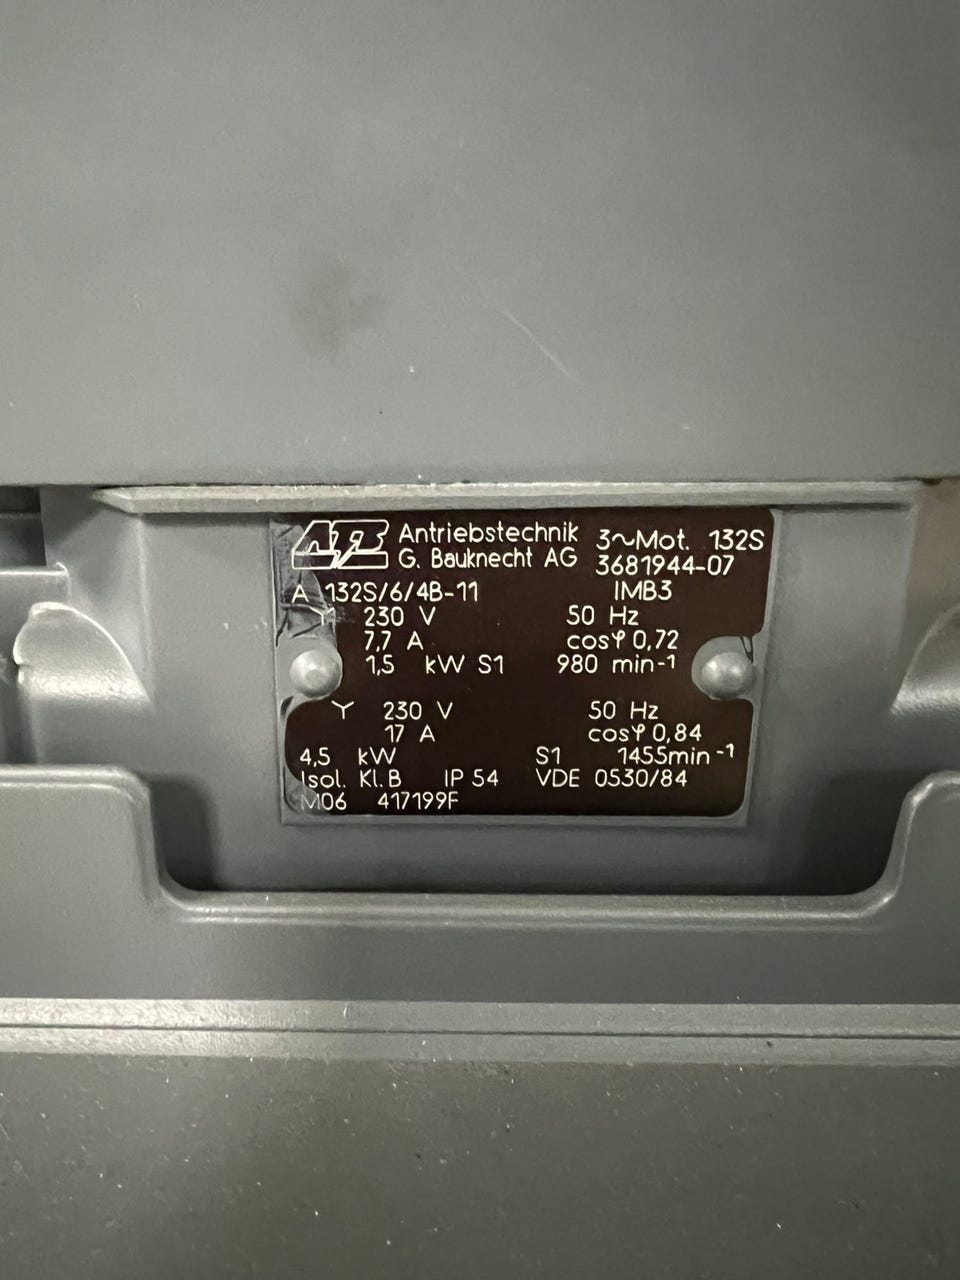 ATB Antriebstechnik G. Bauknecht AG
3~Mot. 132S
3681944-07
A 132S/6/4B-11 IMB3
Y 230 V 50 Hz
7,7 A cosφ 0,72
1,5 kW S1 980 min-1
Y 230 V 50 Hz
17 A cosφ 0,84
4,5 kW S1 1455min-1
Isol. Kl.B IP 54 VDE 0530/84
M06 417199F